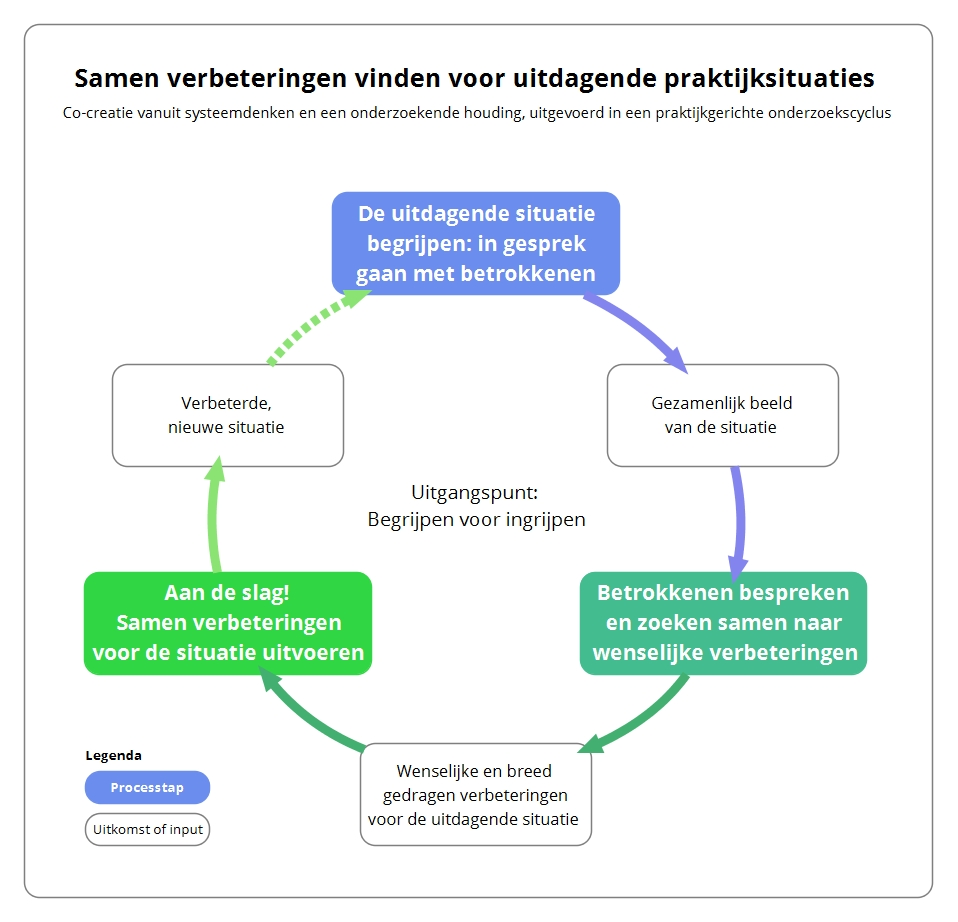 Samen verbeteringen vinden voor uitdagende praktijksituaties
Co-creatie vanuit systeemdenken en een onderzoekende houding, uitgevoerd in een praktijkgerichte onderzoekscyclus
De uitdagende situatie
begrijpen: in gesprek
gaan met betrokkenen
Verbeterde,
nieuwe situatie
Gezamenlijk beeld
van de situatie
Uitgangspunt:
Begrijpen voor ingrijpen
Aan de slag!
Samen verbeteringen
voor de situatie uitvoeren
Betrokkenen bespreken
en zoeken samen naar
wenselijke verbeteringen
Wenselijke en breed
gedragen verbeteringen
voor de uitdagende situatie
Legenda
Processtap
Uitkomst of input